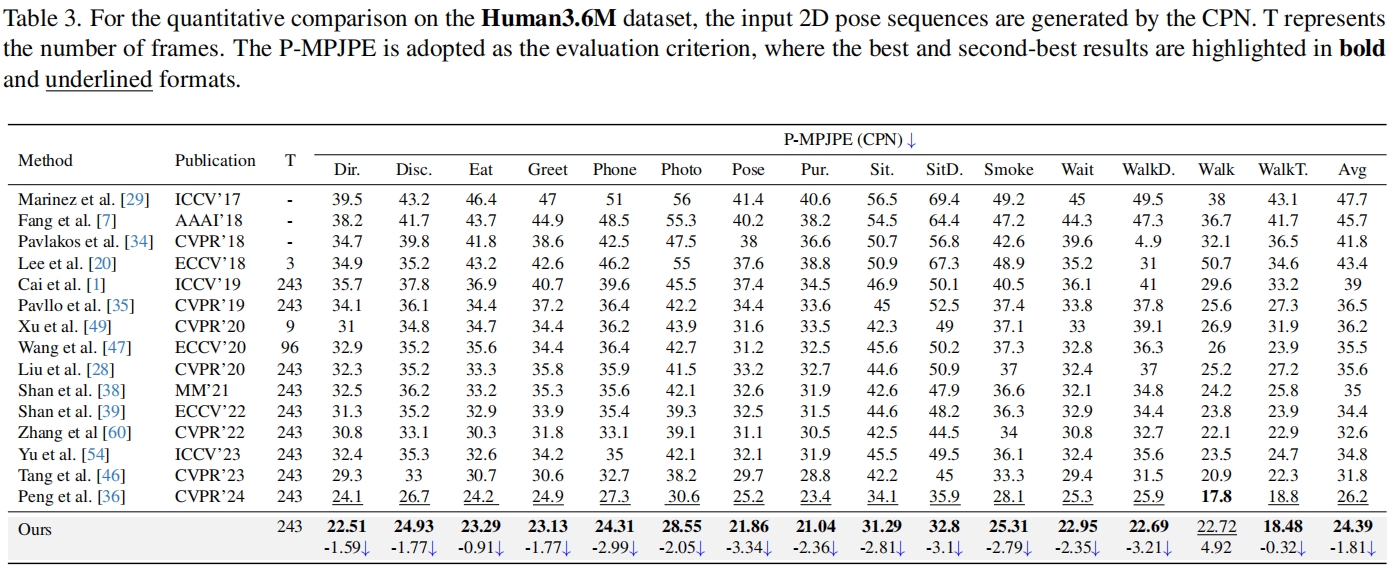 Table 3. For the quantitative comparison on the Human3.6M dataset, the input 2D pose sequences are generated by the CPN. T represents
the number of frames. The P-MPJPE is adopted as the evaluation criterion, where the best and second-best results are highlighted in bold
and underlined formats.
Method Publication T P-MPJPE (CPN) ↓
Dir. Disc. Eat Greet Phone Photo Pose Pur. Sit. SitD. Smoke Wait WalkD. Walk WalkT. Avg
Marinez et al. [29] ICCV'17 - 39.5 43.2 46.4 47 51 56 41.4 40.6 56.5 69.4 49.2 45 49.5 38 43.1 47.7
Fang et al. [7] AAAI'18 - 38.2 41.7 43.7 44.9 48.5 55.3 40.2 38.2 54.5 64.4 47.2 44.3 47.3 36.7 41.7 45.7
Pavlakos et al. [34] CVPR'18 - 34.7 39.8 41.8 38.6 42.5 47.5 38 36.6 50.7 56.8 42.6 39.6 4.9 32.1 36.5 41.8
Lee et al. [20] ECCV'18 3 34.9 35.2 43.2 42.6 46.2 55 37.6 38.8 50.9 67.3 48.9 35.2 31 50.7 34.6 43.4
Cai et al. [1] ICCV'19 243 35.7 37.8 36.9 40.7 39.6 45.5 37.4 34.5 46.9 50.1 40.5 36.1 41 29.6 33.2 39
Pavllo et al. [35] CVPR'19 243 34.1 36.1 34.4 37.2 36.4 42.2 34.4 33.6 45 52.5 37.4 33.8 37.8 25.6 27.3 36.5
Xu et al. [49] CVPR'20 9 31 34.8 34.7 34.4 36.2 43.9 31.6 33.5 42.3 49 37.1 33 39.1 26.9 31.9 36.2
Wang et al. [47] ECCV'20 96 32.9 35.2 35.6 34.4 36.4 42.7 31.2 32.5 45.6 50.2 37.3 32.8 36.3 26 23.9 35.5
Liu et al. [28] CVPR'20 243 32.3 35.2 33.3 35.8 35.9 41.5 33.2 32.7 44.6 50.9 37 32.4 37 25.2 27.2 35.6
Shan et al. [38] MM'21 243 32.5 36.2 33.2 35.3 35.6 42.1 32.6 31.9 42.6 47.9 36.6 32.1 34.8 24.2 25.8 35
Shan et al. [39] ECCV'22 243 31.3 35.2 32.9 33.9 35.4 39.3 32.5 31.5 44.6 48.2 36.3 32.9 34.4 23.8 23.9 34.4
Zhang et al [60] CVPR'22 243 30.8 33.1 30.3 31.8 33.1 39.1 31.1 30.5 42.5 44.5 34 30.8 32.7 22.1 22.9 32.6
Yu et al. [54] ICCV'23 243 32.4 35.3 32.6 34.2 35 42.1 32.1 31.9 45.5 49.5 36.1 32.4 35.6 23.5 24.7 34.8
Tang et al. [46] CVPR'23 243 29.3 33 30.7 30.6 32.7 38.2 29.7 28.8 42.2 45 33.3 29.4 31.5 20.9 22.3 31.8
Peng et al. [36] CVPR'24 243 24.1 26.7 24.2 24.9 27.3 30.6 25.2 23.4 34.1 35.9 28.1 25.3 25.9 17.8 18.8 26.2
Ours 243 22.51 24.93 23.29 23.13 24.31 28.55 21.86 21.04 31.29 32.8 25.31 22.95 22.69 22.72 18.48 24.39
-1.59↓ -1.77↓ -0.91↓ -1.77↓ -2.99↓ -2.05↓ -3.34↓ -2.36↓ -2.81↓ -3.1↓ -2.79↓ -2.35↓ -3.21↓ 4.92 -0.32↓ -1.81↓